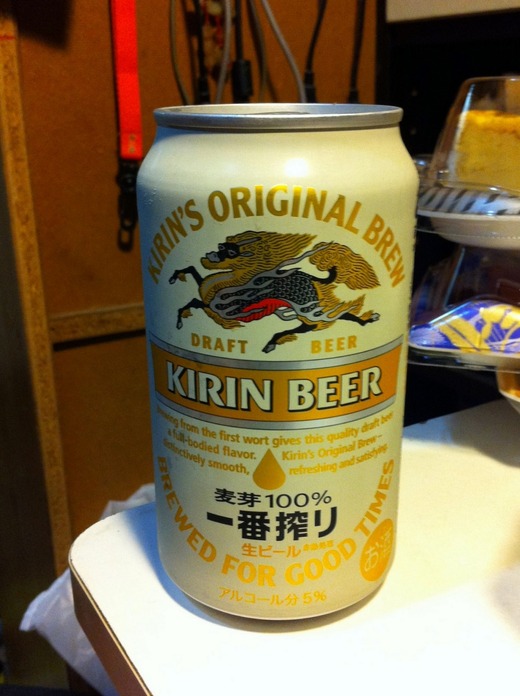 KIRIN'S ORIGINAL BREW
DRAFT BEER
KIRIN BEER
from the first wort gives this quality draft beer
a full-bodied flavor. Kirin's Original Brew—
smooth, refreshing and satisfying.
麦芽100%
一番搾り
生ビール
BREWED FOR GOOD TIMES
お酒
アルコール分5%